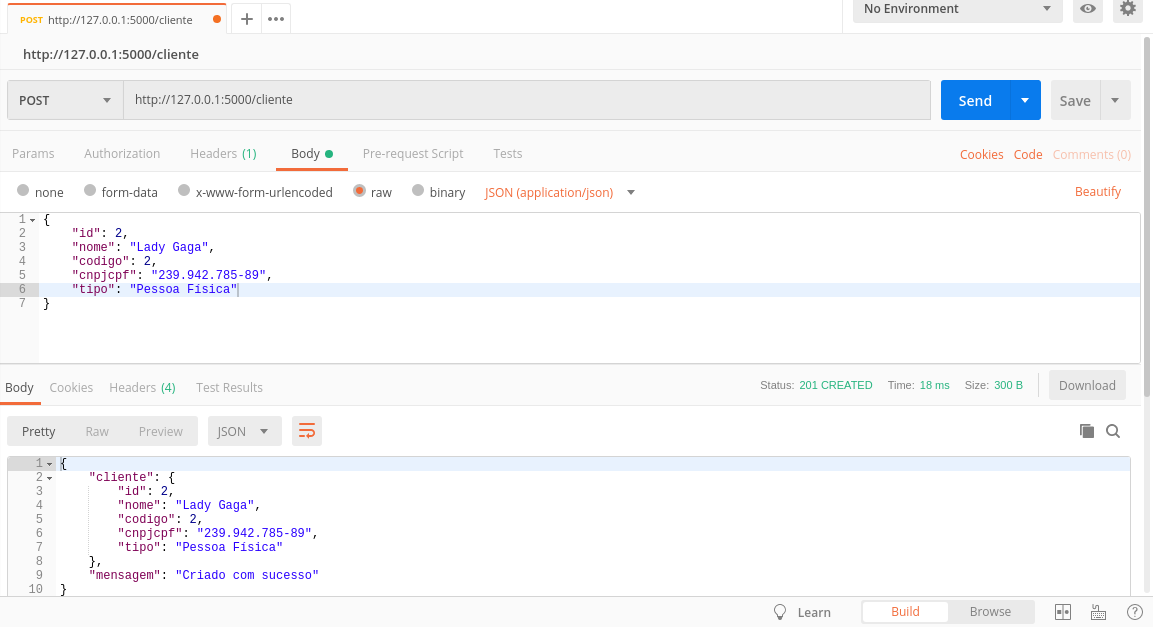 POST http://127.0.0.1:5000/cliente
No Environment
http://127.0.0.1:5000/cliente
POST http://127.0.0.1:5000/cliente Send Save
Params Authorization Headers (1) Body Pre-request Script Tests Cookies Code Comments (0)
none form-data x-www-form-urlencoded raw binary JSON (application/json) Beautify
1 {
2 "id": 2,
3 "nome": "Lady Gaga",
4 "codigo": 2,
5 "cnpjcpf": "239.942.785-89",
6 "tipo": "Pessoa Física"
7 }
Body Cookies Headers (4) Test Results Status: 201 CREATED Time: 18 ms Size: 300 B Download
Pretty Raw Preview JSON
1 {
2 "cliente": {
3 "id": 2,
4 "nome": "Lady Gaga",
5 "codigo": 2,
6 "cnpjcpf": "239.942.785-89",
7 "tipo": "Pessoa Física"
8 },
9 "mensagem": "Criado com sucesso"
10 }
Learn Build Browse ?